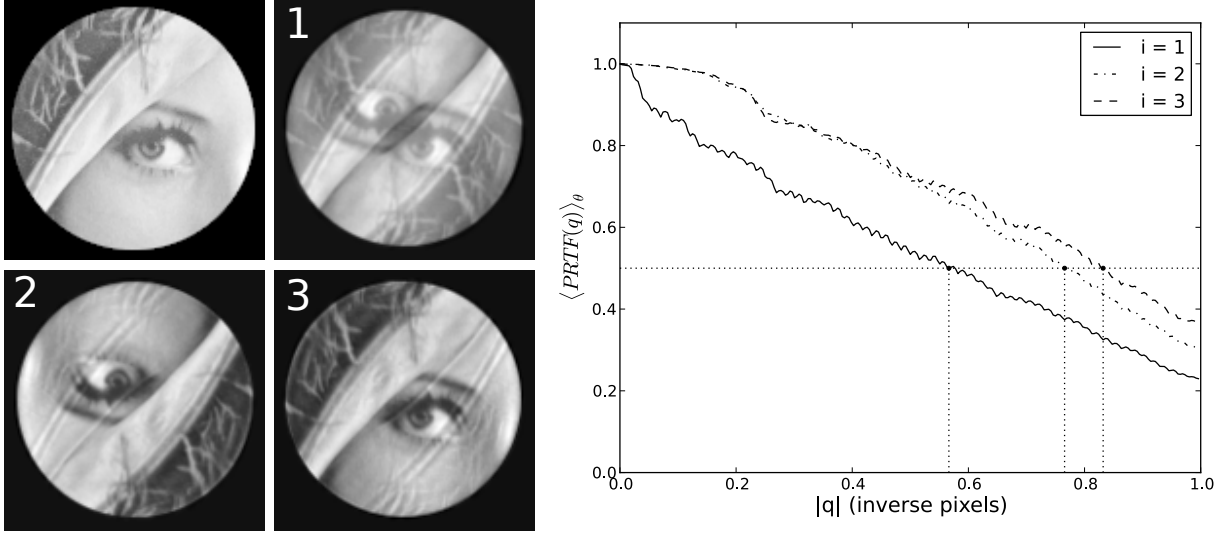 1
2
3
⟨PRTF(q)⟩_θ
1.0
0.8
0.6
0.4
0.2
0.0
0.0 0.2 0.4 0.6 0.8 1.0
|q| (inverse pixels)
i = 1
i = 2
i = 3